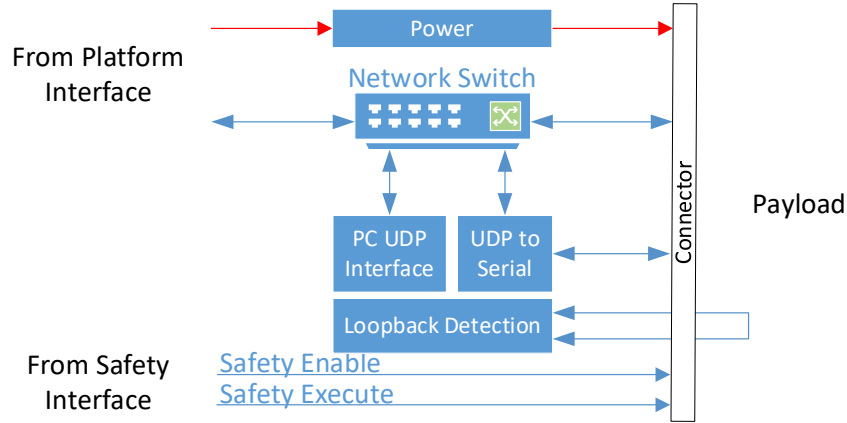 Power
From Platform
Interface
Network Switch
Connector
Payload
PC UDP
Interface
UDP to
Serial
Loopback Detection
From Safety
Interface
Safety Enable
Safety Execute